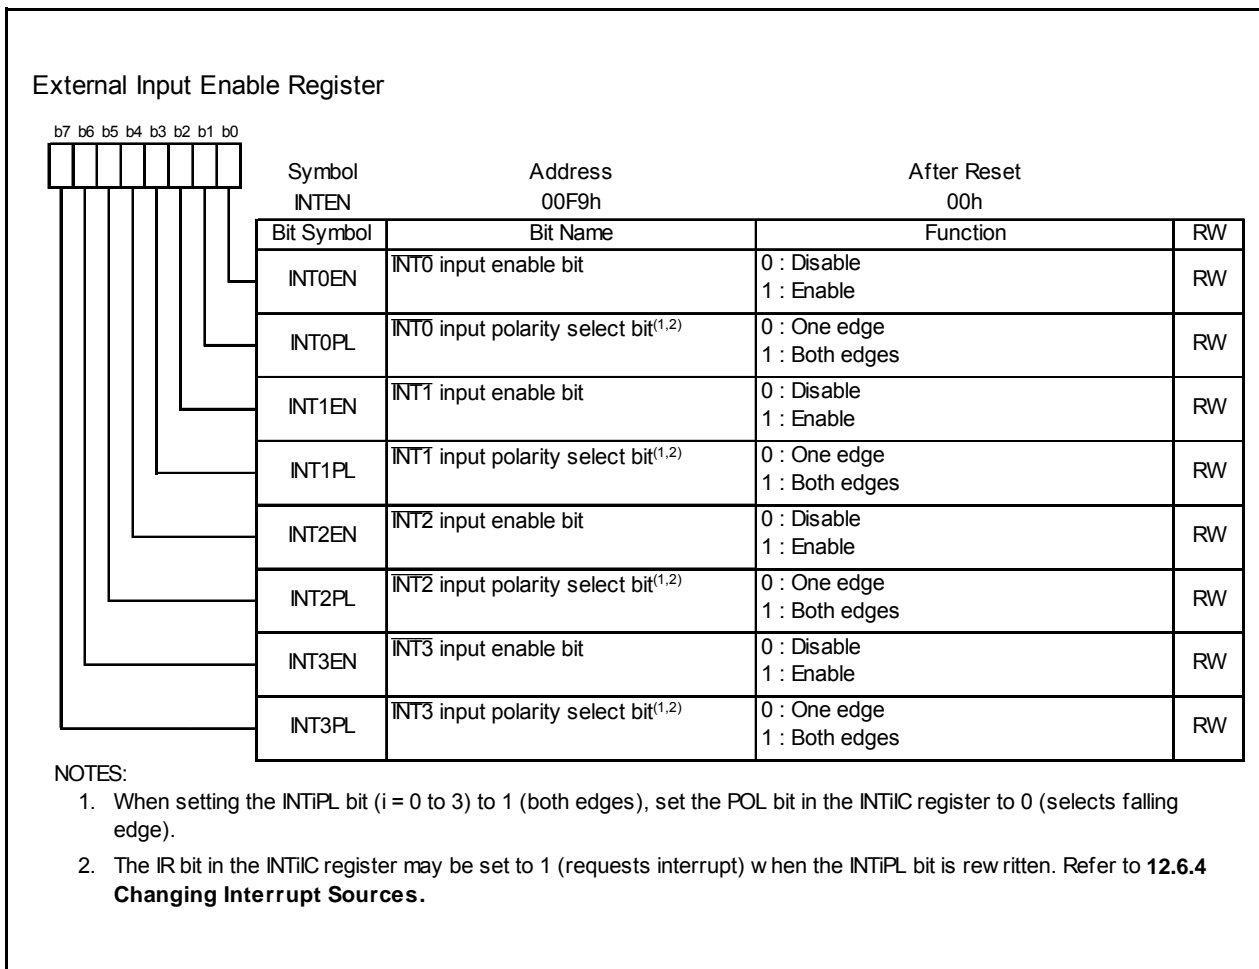 External Input Enable Register
b7 b6 b5 b4 b3 b2 b1 b0
Symbol Address After Reset
INTEN 00F9h 00h
Bit Symbol Bit Name Function RW
INT0EN INT0 input enable bit 0 : Disable
1 : Enable RW
INT0PL INT0 input polarity select bit(1,2) 0 : One edge
1 : Both edges RW
INT1EN INT1 input enable bit 0 : Disable
1 : Enable RW
INT1PL INT1 input polarity select bit(1,2) 0 : One edge
1 : Both edges RW
INT2EN INT2 input enable bit 0 : Disable
1 : Enable RW
INT2PL INT2 input polarity select bit(1,2) 0 : One edge
1 : Both edges RW
INT3EN INT3 input enable bit 0 : Disable
1 : Enable RW
INT3PL INT3 input polarity select bit(1,2) 0 : One edge
1 : Both edges RW
NOTES:
1. When setting the INTiPL bit (i = 0 to 3) to 1 (both edges), set the POL bit in the INTiIC register to 0 (selects falling
edge).
2. The IR bit in the INTiIC register may be set to 1 (requests interrupt) when the INTiPL bit is rewritten. Refer to 12.6.4
Changing Interrupt Sources.